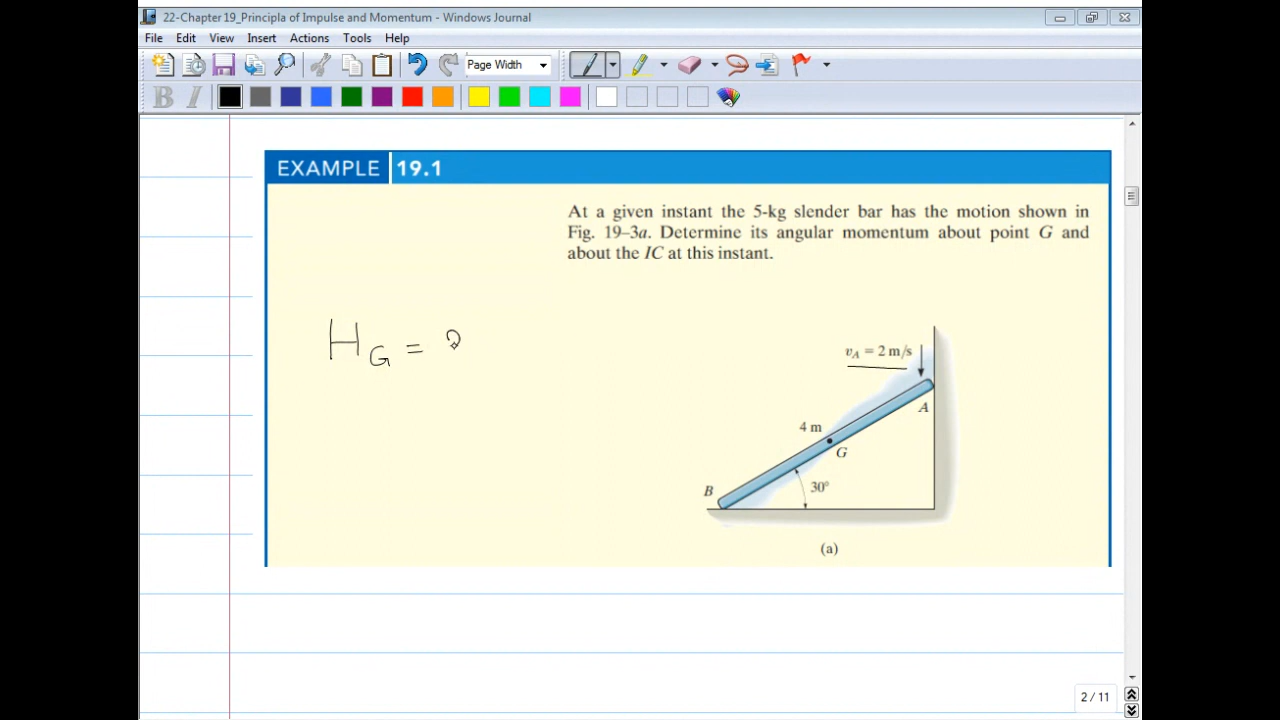 22-Chapter 19_Principla of Impulse and Momentum - Windows Journal
File Edit View Insert Actions Tools Help
Page Width
B I
EXAMPLE 19.1
At a given instant the 5-kg slender bar has the motion shown in
Fig. 19–3a. Determine its angular momentum about point G and
about the IC at this instant.
H_G = ?
v_A = 2 m/s
A
4 m
G
B
30°
(a)
2 / 11